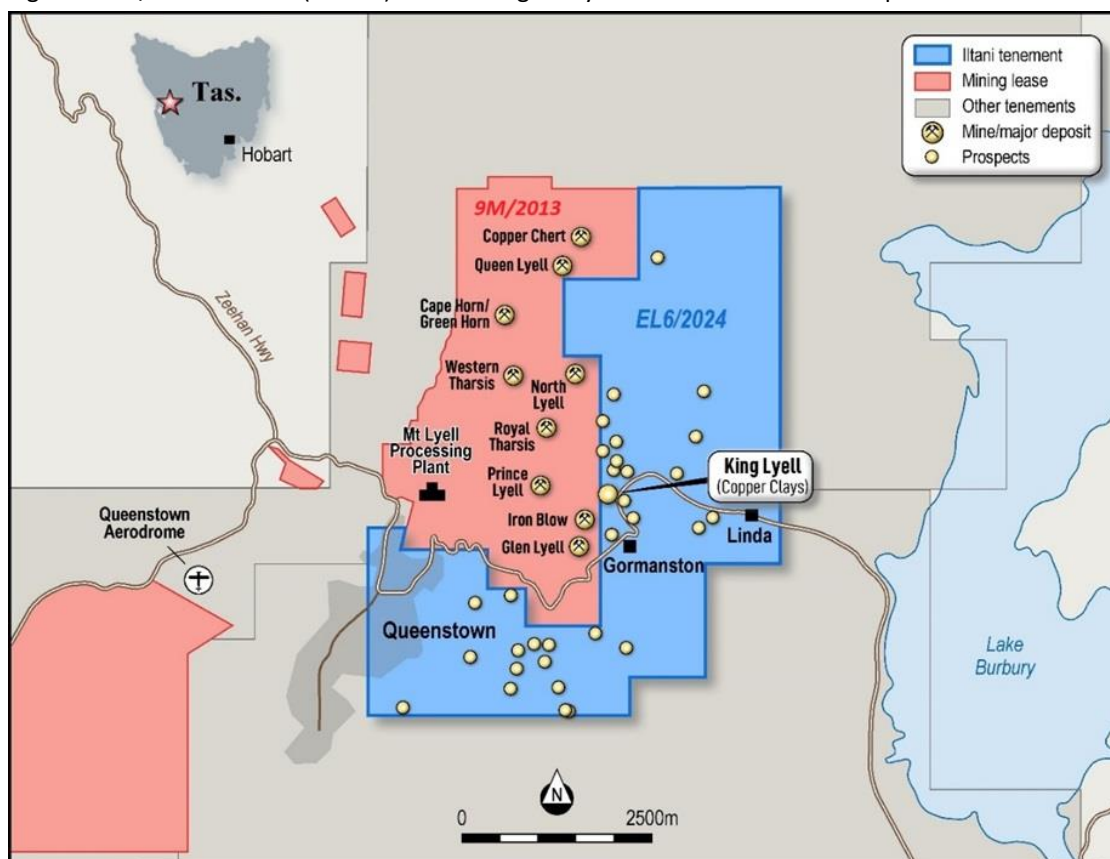 Tas.
Hobart
Iltani tenement
Mining lease
Other tenements
Mine/major deposit
Prospects
9M/2013
Copper Chert
Queen Lyell
Cape Horn/
Green Horn
EL6/2024
Zeehan Hwy
Western
Tharsis
North
Lyell
Royal
Tharsis
Mt Lyell
Processing
Plant
Prince
Lyell
King Lyell
(Copper Clays)
Iron Blow
Linda
Queenstown
Aerodrome
Glen Lyell
Gormanston
Queenstown
Lake
Burbury
N
0
2500m